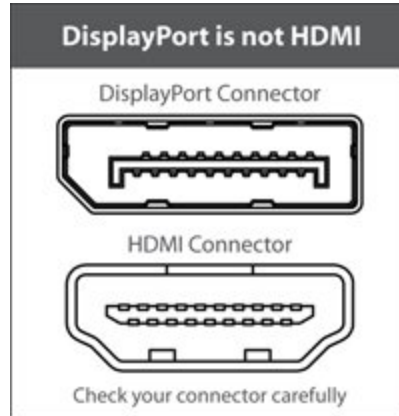 DisplayPort is not HDMI
DisplayPort Connector
HDMI Connector
Check your connector carefully